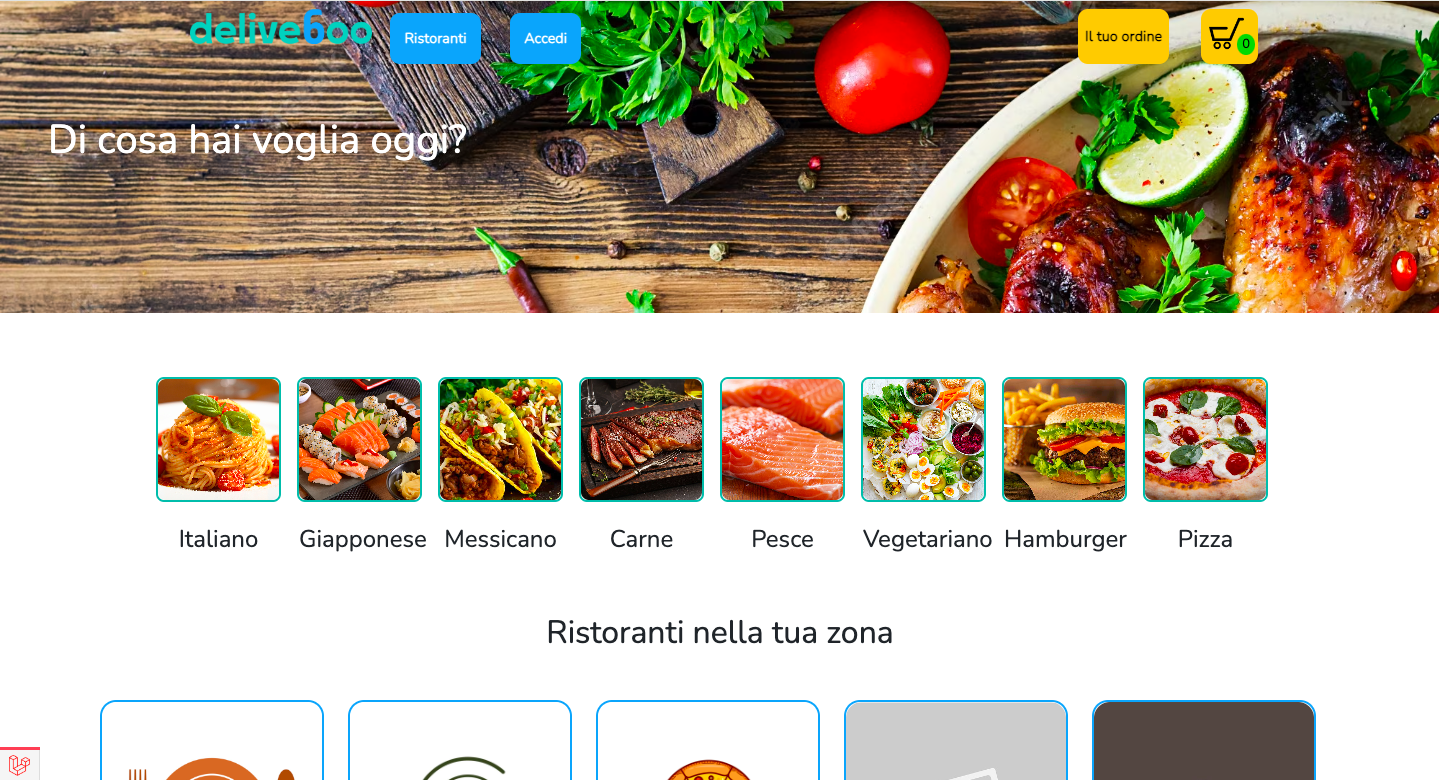 deliveboo
Ristoranti
Accedi
Il tuo ordine
0
Di cosa hai voglia oggi?
Italiano
Giapponese
Messicano
Carne
Pesce
Vegetariano
Hamburger
Pizza
Ristoranti nella tua zona